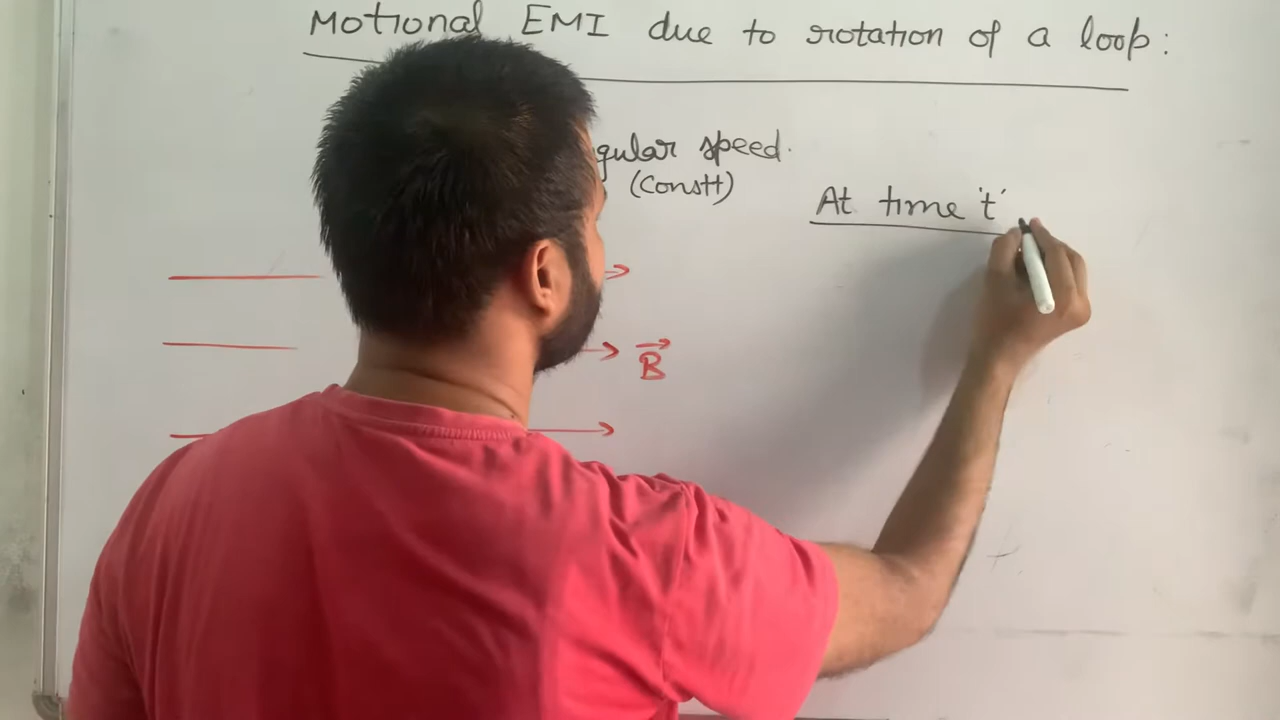 Motional EMI due to rotation of a loop:
gular speed.
(Constt)
At time 't'
B